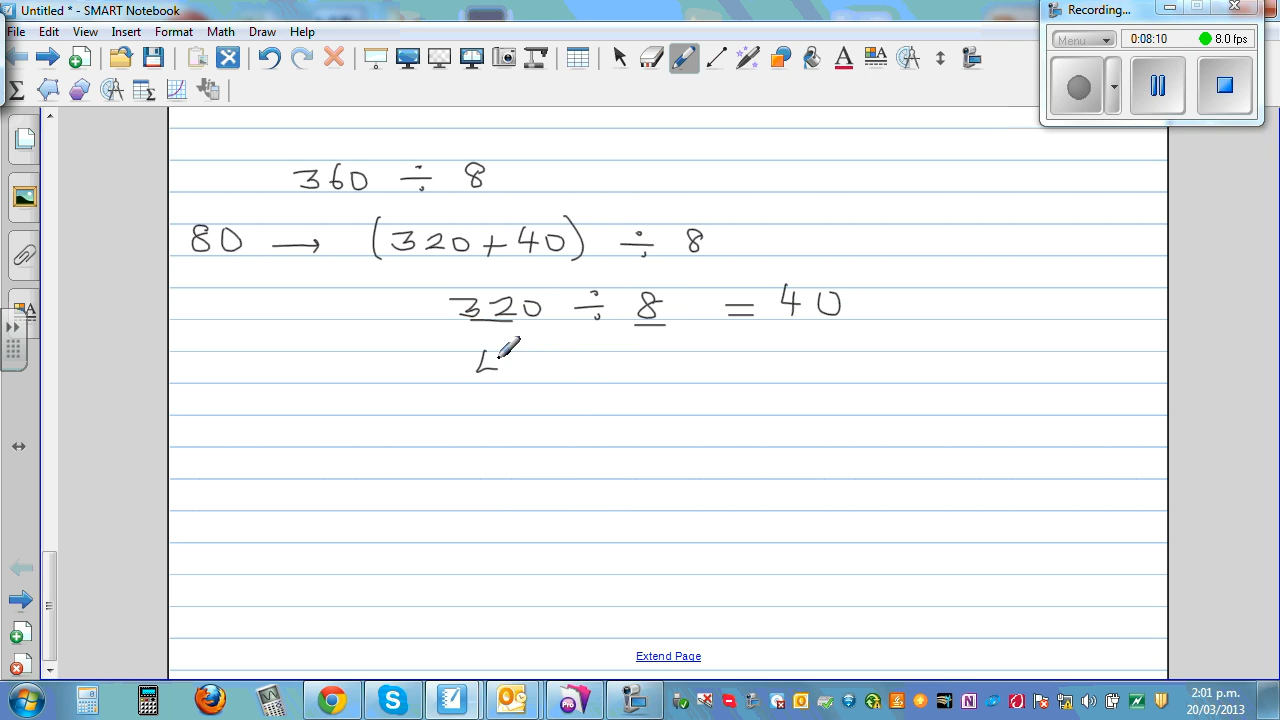 Untitled * - SMART Notebook
Recording...
File Edit View Insert Format Math Draw Help
Menu 0:08:10 8.0 fps
360 ÷ 8
80 → (320+40) ÷ 8
320 ÷ 8 = 40
Extend Page
2:01 p.m.
20/03/2013